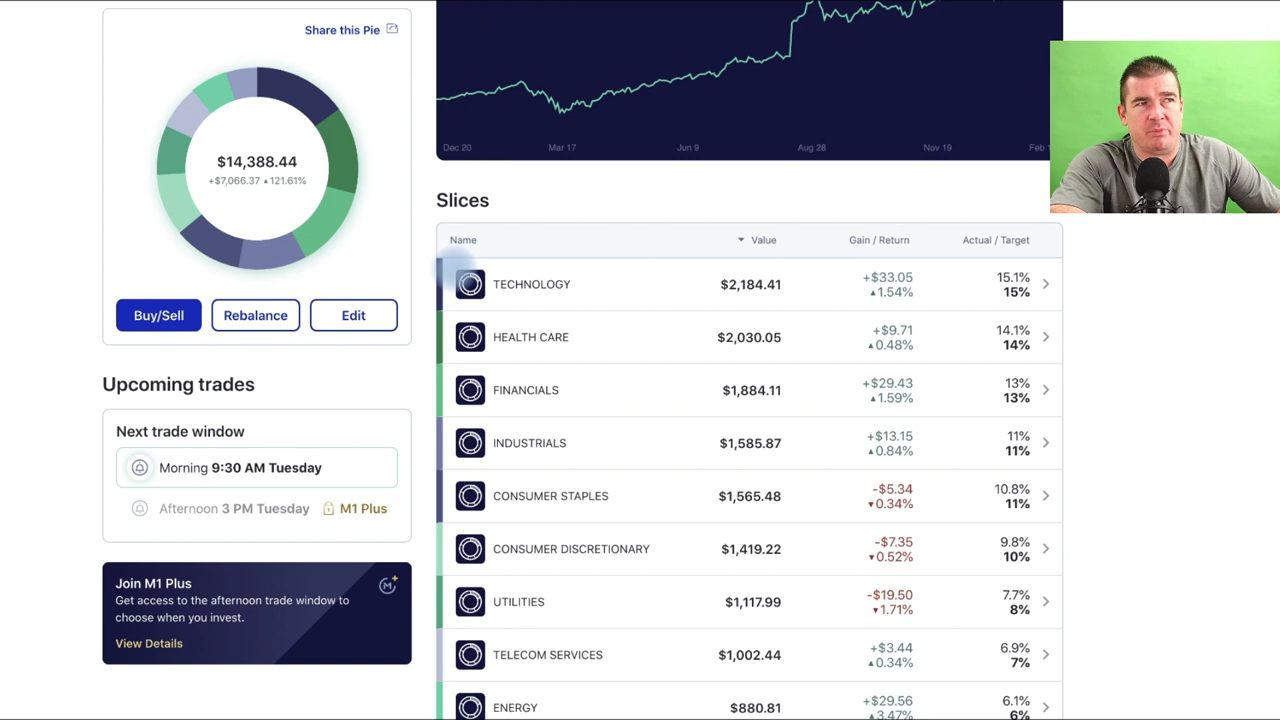 Share this Pie
$14,388.44
+$7,066.37 ▲ 121.61%
Buy/Sell
Rebalance
Edit
Upcoming trades
Next trade window
Morning 9:30 AM Tuesday
Afternoon 3 PM Tuesday M1 Plus
Join M1 Plus
Get access to the afternoon trade window to
choose when you invest.
View Details
Dec 20 Mar 17 Jun 9 Aug 28 Nov 19 Feb
Slices
Name ▼ Value Gain / Return Actual / Target
TECHNOLOGY $2,184.41 +$33.05 15.1%
▲1.54% 15%
HEALTH CARE $2,030.05 +$9.71 14.1%
▲0.48% 14%
FINANCIALS $1,884.11 +$29.43 13%
▲1.59% 13%
INDUSTRIALS $1,585.87 +$13.15 11%
▲0.84% 11%
CONSUMER STAPLES $1,565.48 -$5.34 10.8%
▼0.34% 11%
CONSUMER DISCRETIONARY $1,419.22 -$7.35 9.8%
▼0.52% 10%
UTILITIES $1,117.99 -$19.50 7.7%
▼1.71% 8%
TELECOM SERVICES $1,002.44 +$3.44 6.9%
▲0.34% 7%
ENERGY $880.81 +$29.56 6.1%
▲3.47% 6%